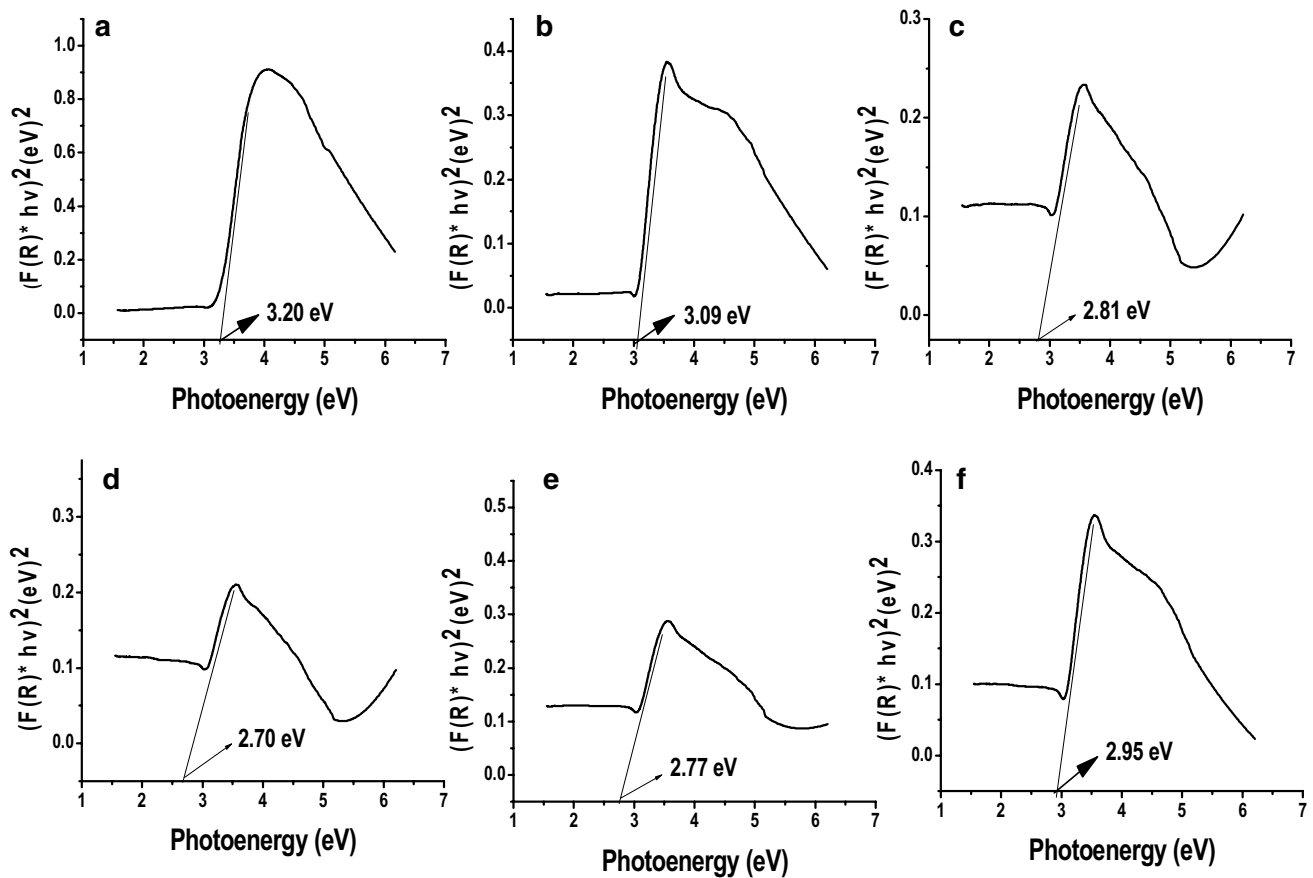 a
(F(R)* hν)²(eV)²
1.0
0.8
0.6
0.4
0.2
0.0
3.20 eV
1 2 3 4 5 6 7
Photoenergy (eV)
b
(F(R)* hν)²(eV)²
0.4
0.3
0.2
0.1
0.0
3.09 eV
1 2 3 4 5 6 7
Photoenergy (eV)
c
(F(R)* hν)²(eV)²
0.3
0.2
0.1
0.0
2.81 eV
1 2 3 4 5 6 7
Photoenergy (eV)
d
(F(R)* hν)²(eV)²
0.3
0.2
0.1
0.0
2.70 eV
1 2 3 4 5 6 7
Photoenergy (eV)
e
(F(R)* hν)²(eV)²
0.5
0.4
0.3
0.2
0.1
0.0
2.77 eV
1 2 3 4 5 6 7
Photoenergy (eV)
f
(F(R)* hν)²(eV)²
0.4
0.3
0.2
0.1
0.0
2.95 eV
1 2 3 4 5 6 7
Photoenergy (eV)